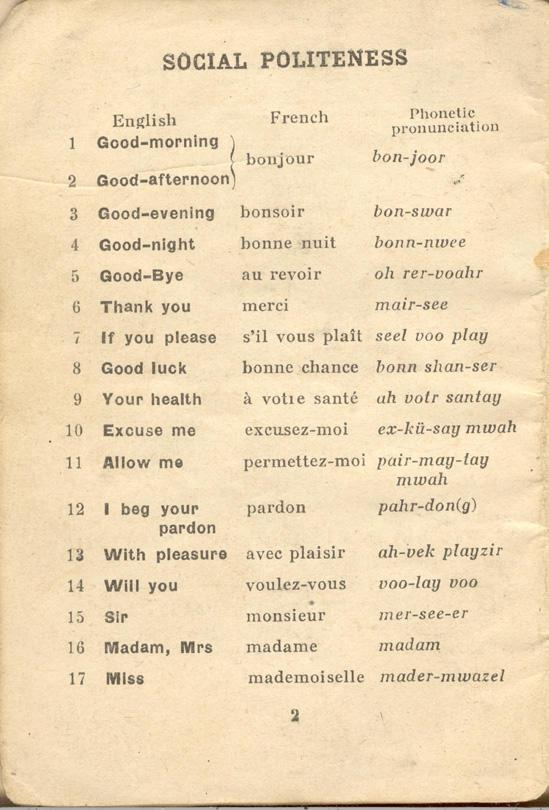 SOCIAL POLITENESS
English French Phonetic pronunciation
1 Good-morning
bonjour bon-joor
2 Good-afternoon
3 Good-evening bonsoir bon-swar
4 Good-night bonne nuit bonn-nwee
5 Good-Bye au revoir oh rer-voahr
6 Thank you merci mair-see
7 If you please s'il vous plaît seel voo play
8 Good luck bonne chance bonn shan-ser
9 Your health à votre santé ah votr santay
10 Excuse me excusez-moi ex-kü-say mwah
11 Allow me permettez-moi pair-may-tay
mwah
12 I beg your pardon pahr-don(g)
pardon
13 With pleasure avec plaisir ah-vek playzir
14 Will you voulez-vous voo-lay voo
15 Sir monsieur mer-see-er
16 Madam, Mrs madame madam
17 Miss mademoiselle mader-mwazel
2